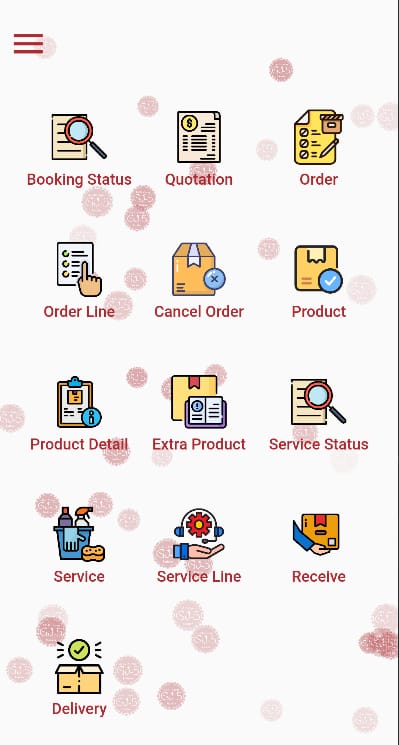 Booking Status
Quotation
Order
Order Line
Cancel Order
Product
Product Detail
Extra Product
Service Status
Service
Service Line
Receive
Delivery